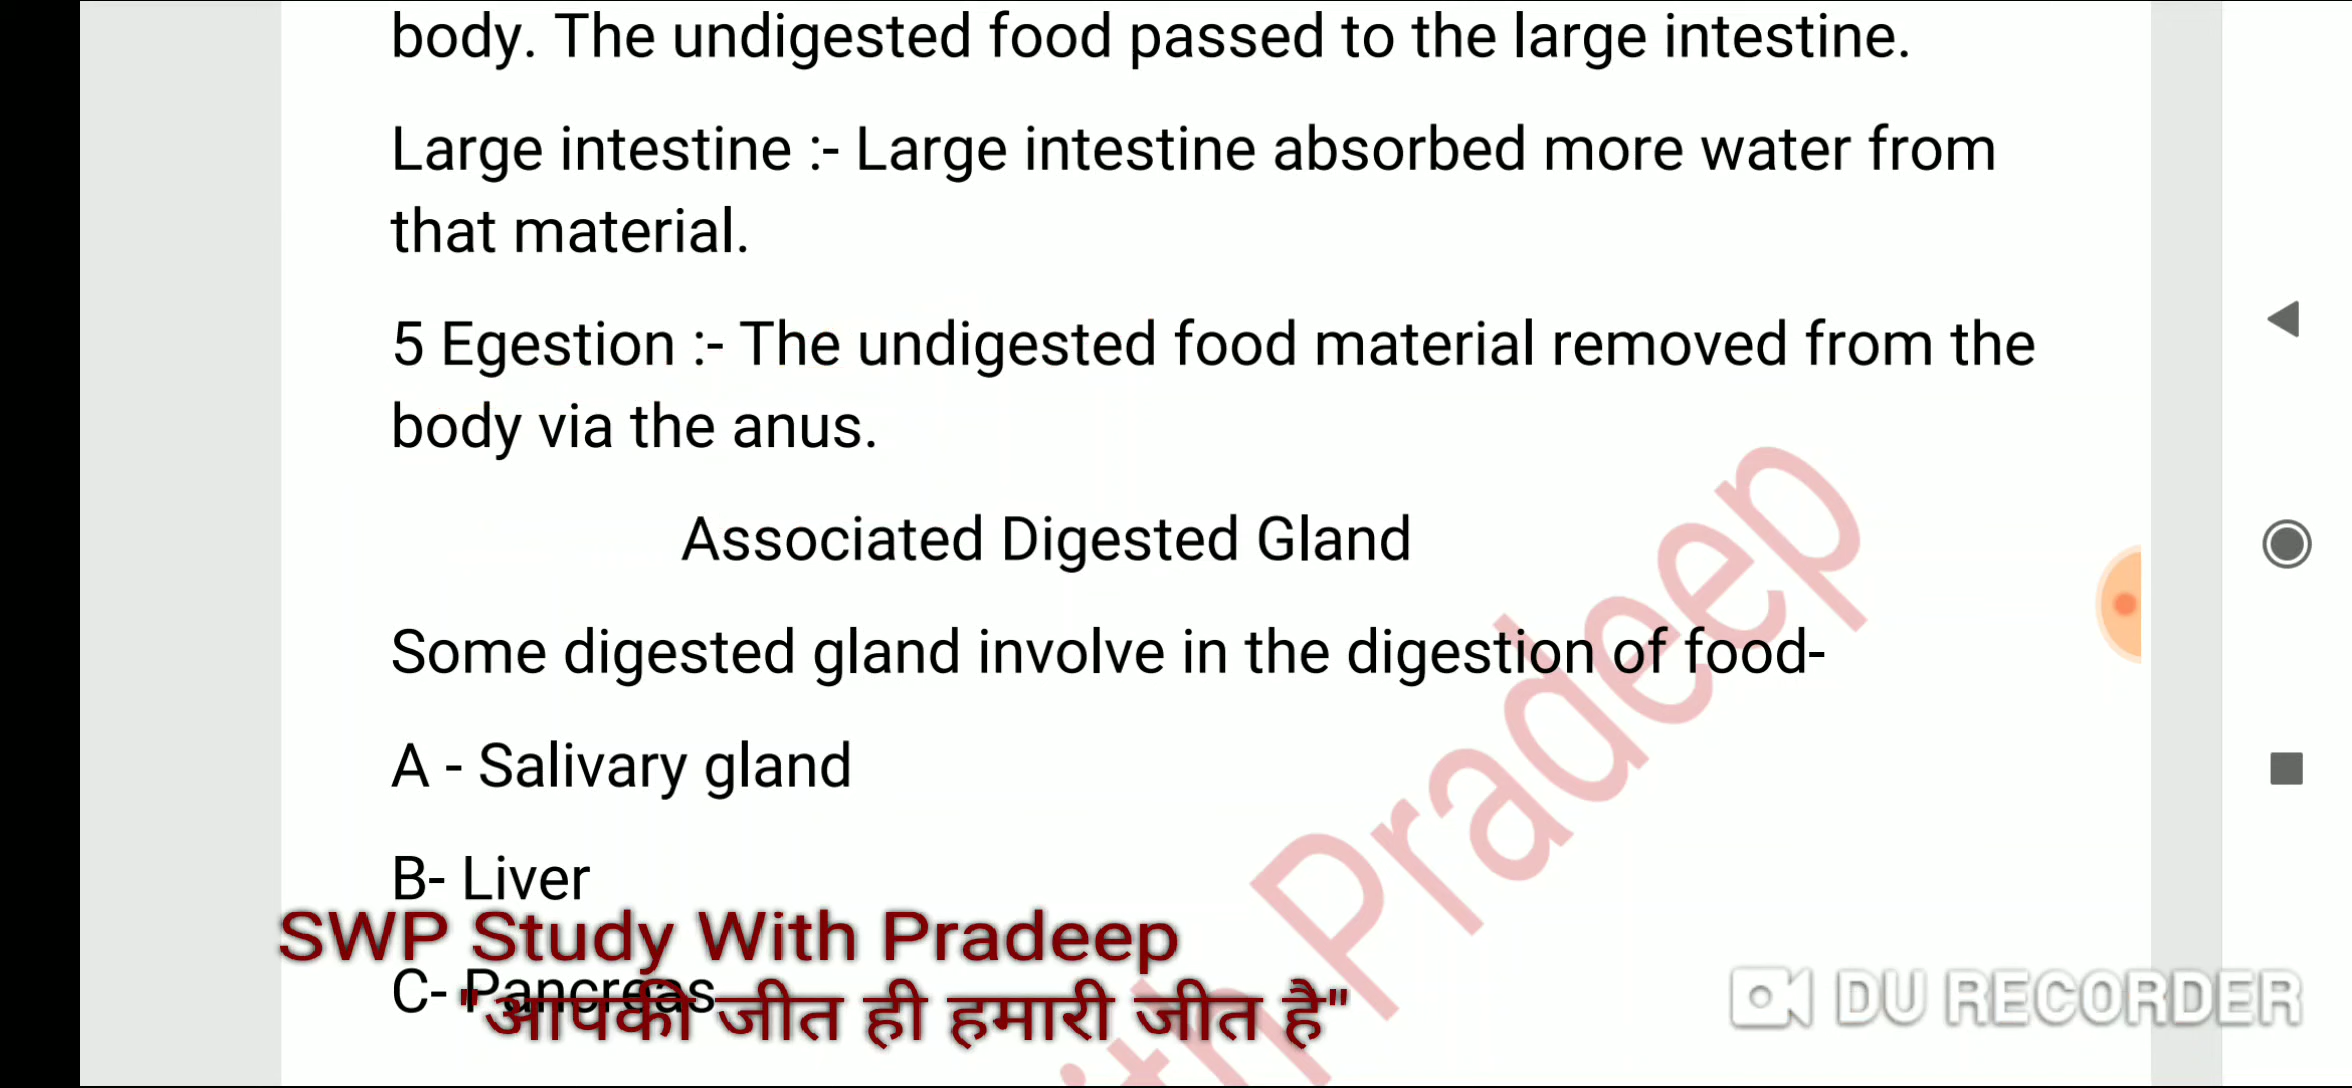 body. The undigested food passed to the large intestine.
Large intestine :- Large intestine absorbed more water from
that material.
5 Egestion :- The undigested food material removed from the
body via the anus.
Associated Digested Gland
Some digested gland involve in the digestion of food-
A - Salivary gland
B- Liver
SWP Study With Pradeep
C- Pancreas
"आपकी जीत ही हमारी जीत है"
ith Pradeep
DU RECORDER